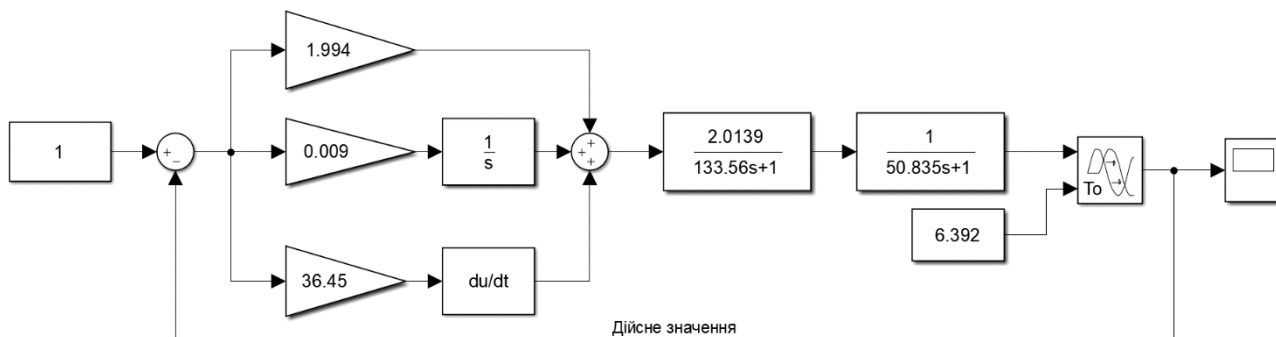 1.994
1
+
−
0.009
1
s
+
+
+
2.0139
133.56s+1
1
50.835s+1
To
6.392
36.45
du/dt
Дійсне значення